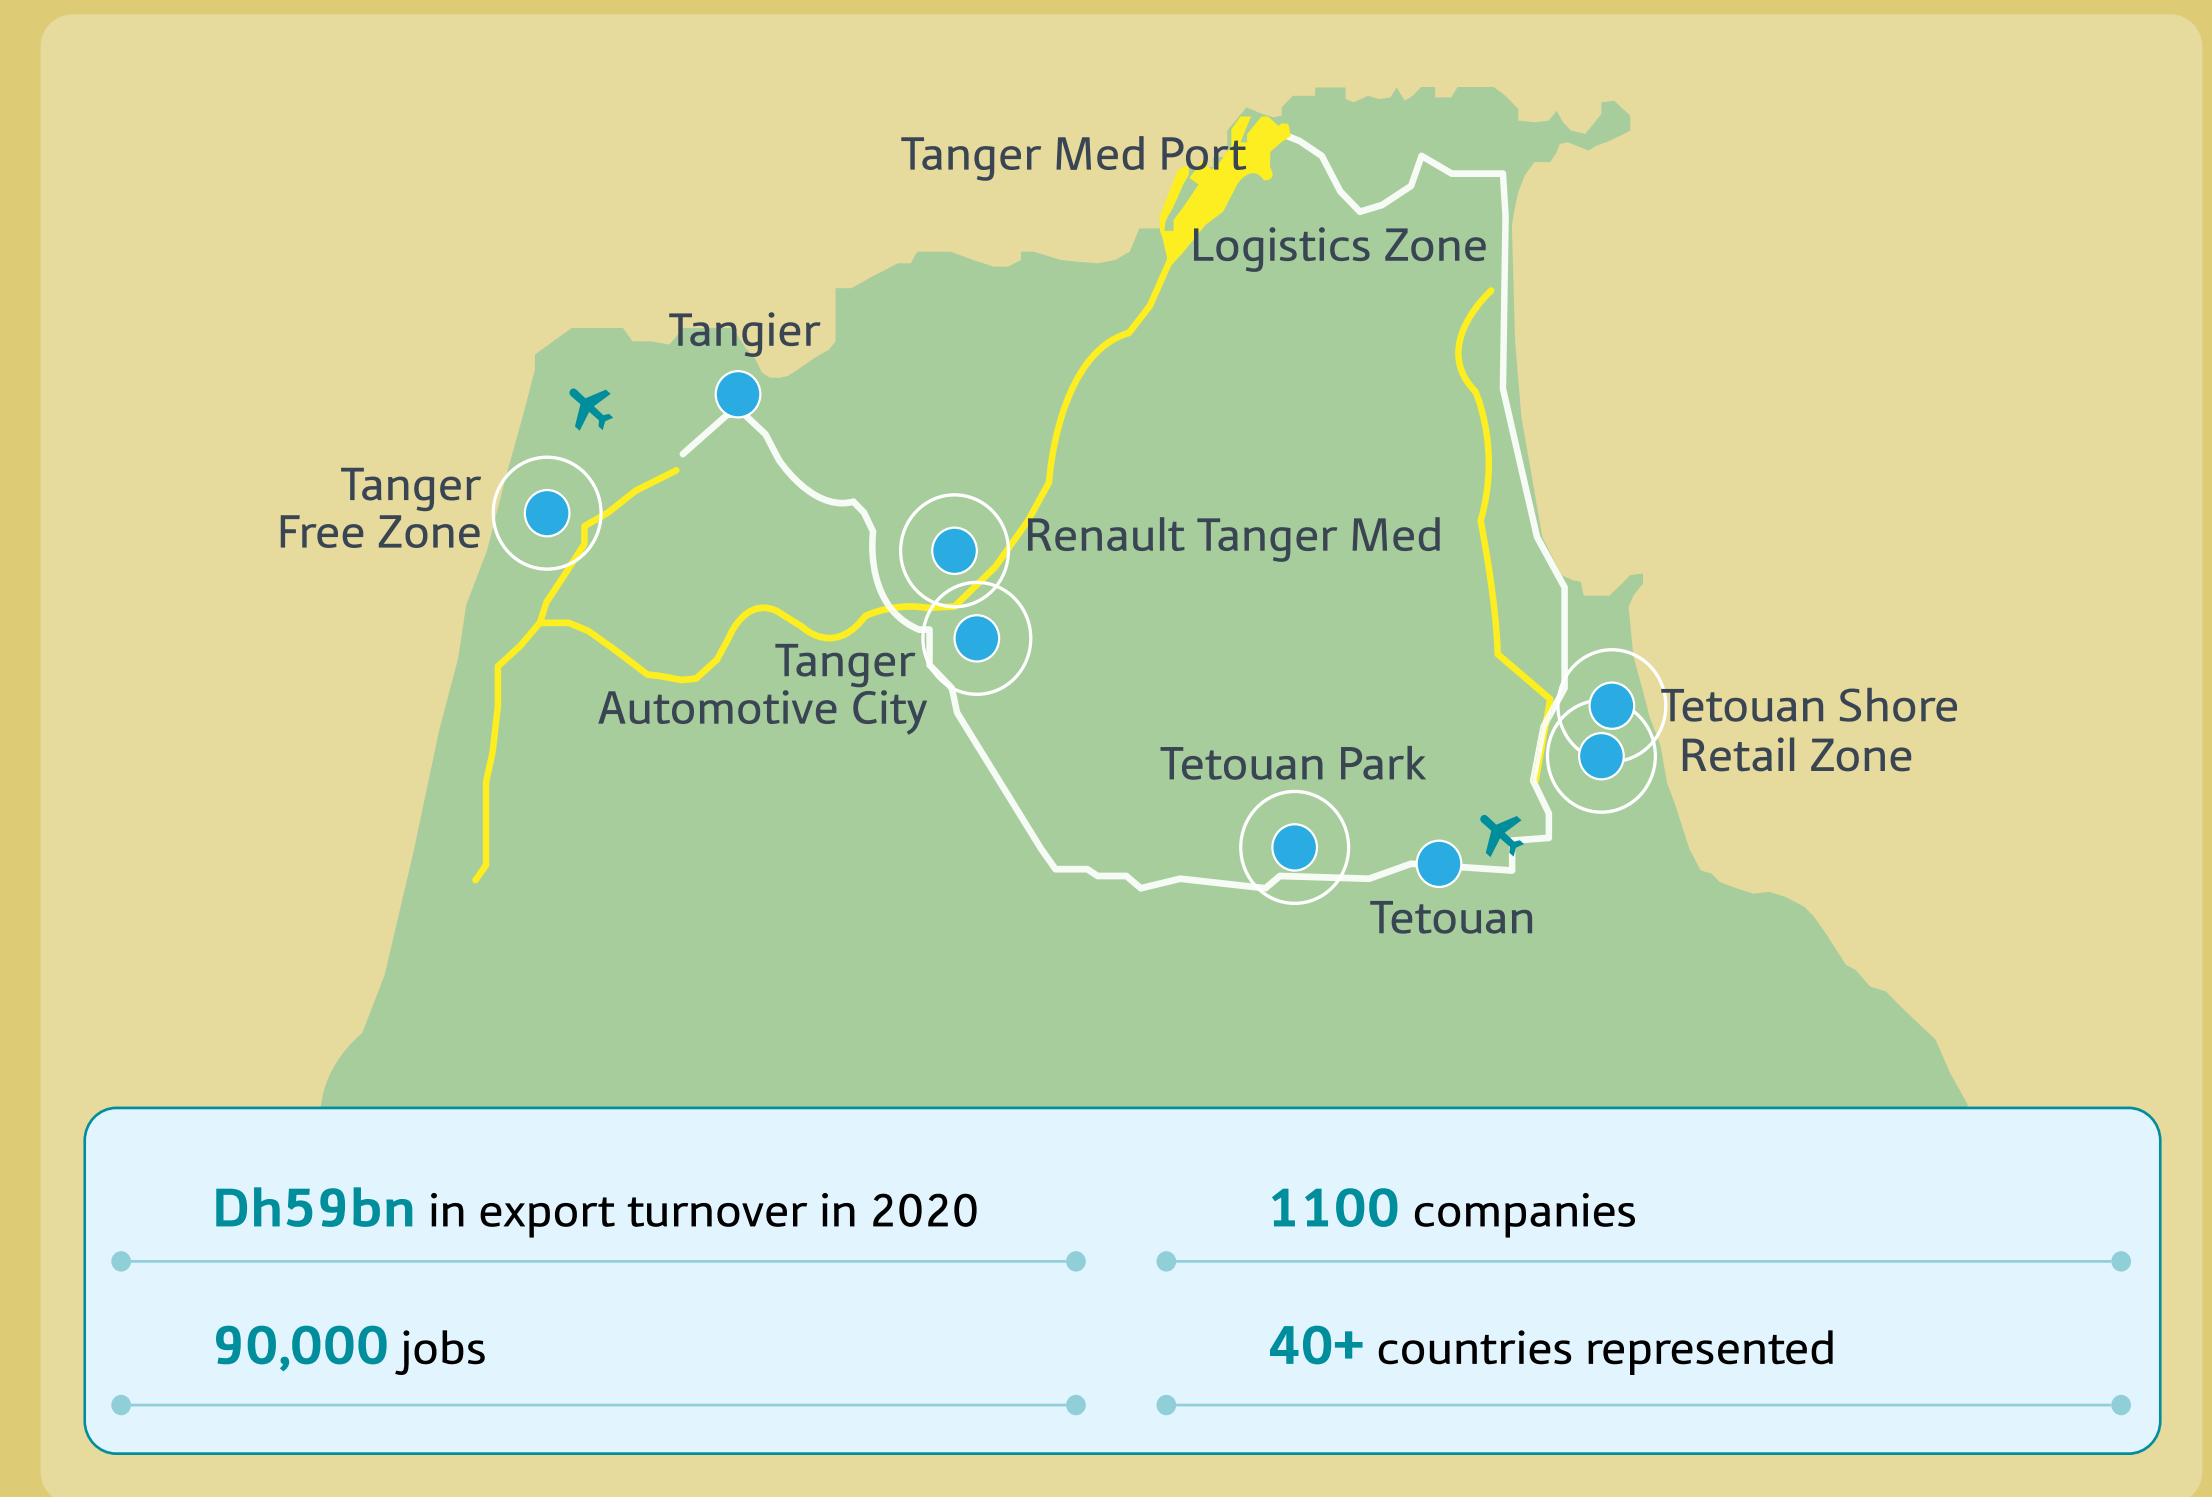 Tanger Med Port
Logistics Zone
Tangier
Tanger
Free Zone
Renault Tanger Med
Tanger
Automotive City
Tetouan Shore
Retail Zone
Tetouan Park
Tetouan
Dh59bn in export turnover in 2020
1100 companies
90,000 jobs
40+ countries represented